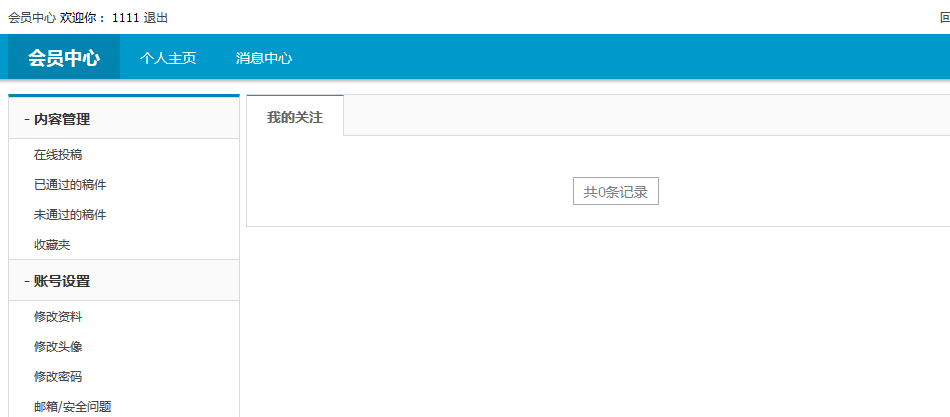 会员中心 欢迎你： 1111 退出
会员中心 个人主页 消息中心
- 内容管理
在线投稿
已通过的稿件
未通过的稿件
收藏夹
- 账号设置
修改资料
修改头像
修改密码
邮箱/安全问题
我的关注
共0条记录